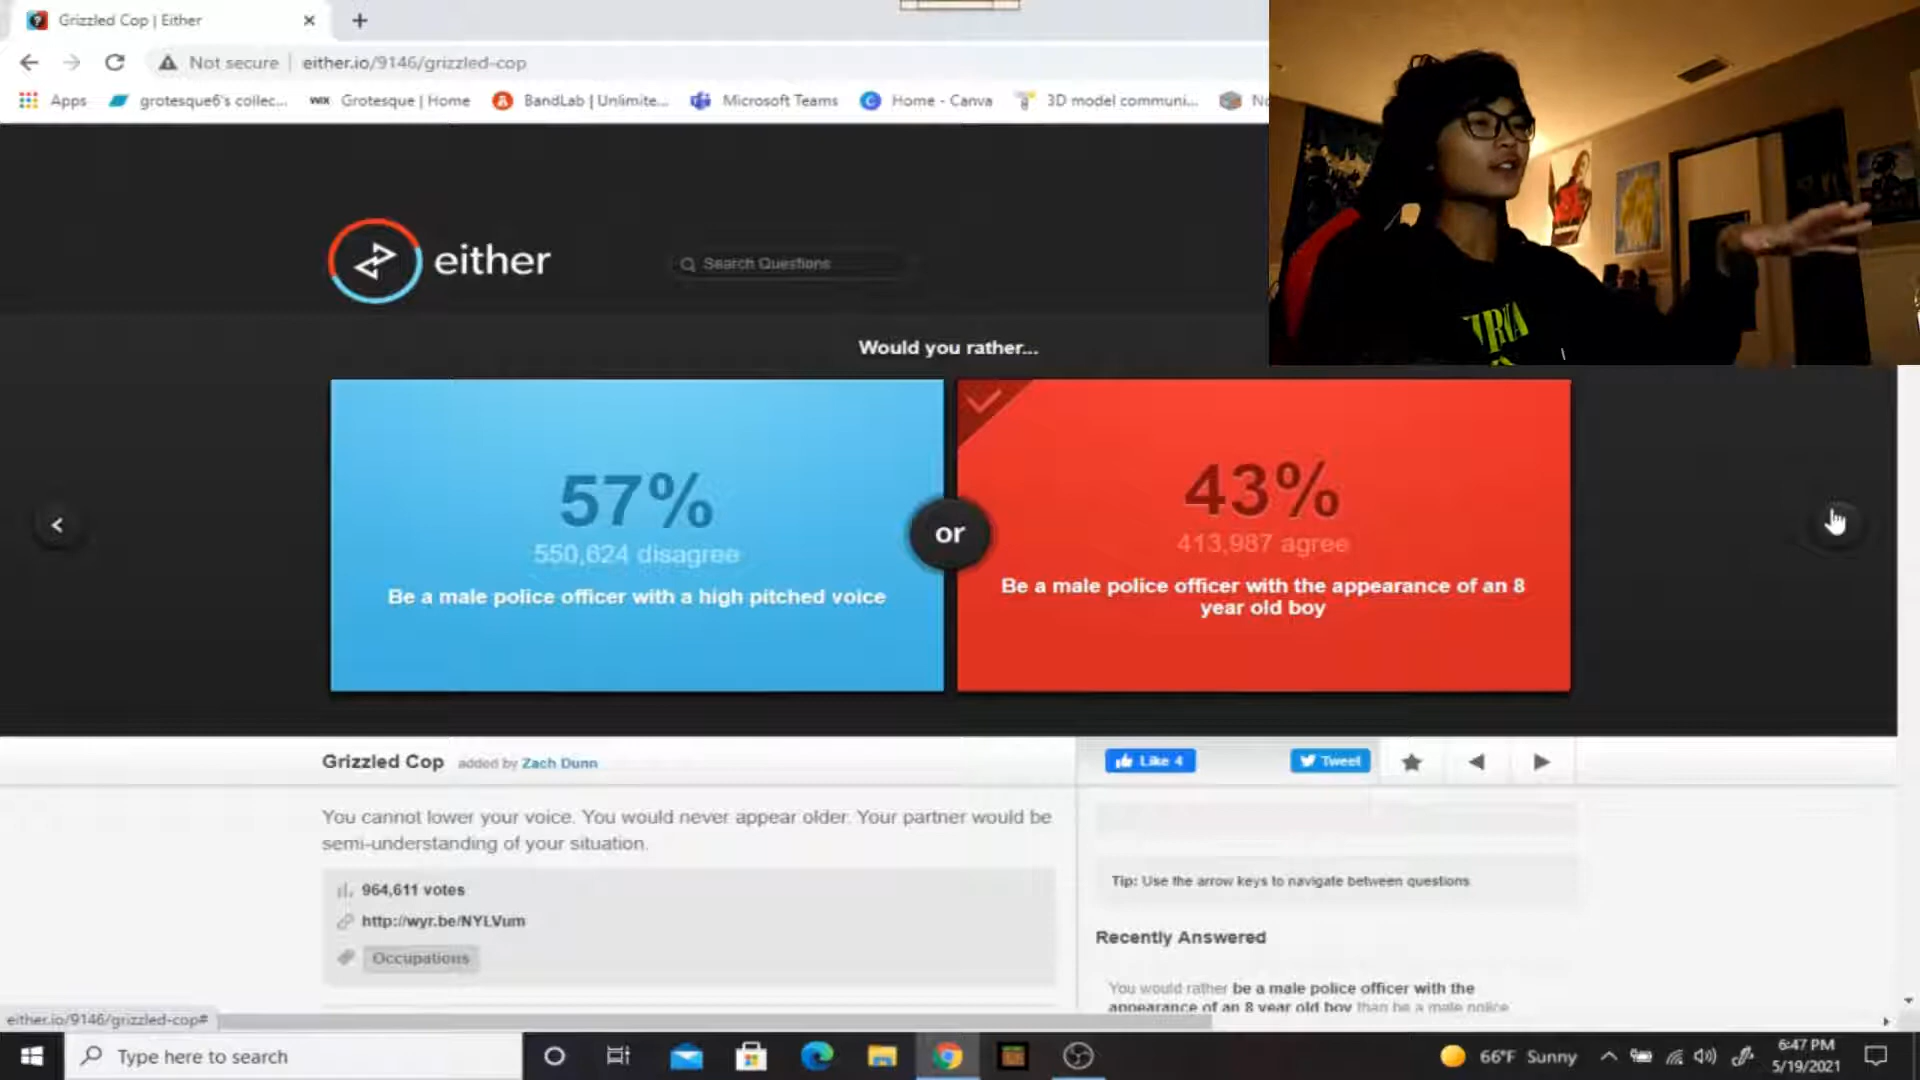 Grizzled Cop | Either
Not secure
either.io/9146/grizzled-cop
Apps
grotesque6's collec...
WiX
Grotesque | Home
BandLab | Unlimite...
Microsoft Teams
Home - Canva
3D model communi...
either
Search Questions
Would you rather...
57%
550,624 disagree
Be a male police officer with a high pitched voice
or
43%
413,987 agree
Be a male police officer with the appearance of an 8
year old boy
Grizzled Cop added by Zach Dunn
Like 4
Tweet
You cannot lower your voice. You would never appear older. Your partner would be
semi-understanding of your situation.
964,611 votes
http://wyr.be/NYLVum
Occupations
Tip: Use the arrow keys to navigate between questions
Recently Answered
You would rather be a male police officer with the
appearance of an 8 year old boy than be a male police
either.io/9146/grizzled-cop#
Type here to search
66°F Sunny
6:47 PM
5/19/2021